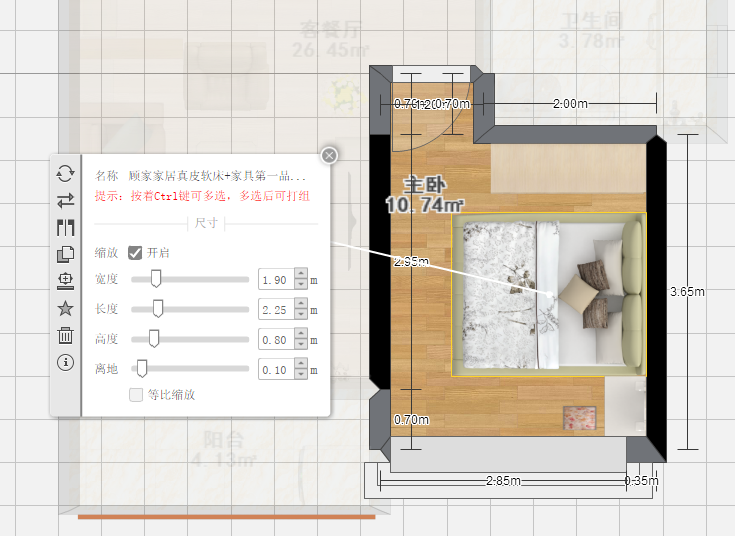 客餐厅
26.45㎡
卫生间
3.78㎡
0.70m
1.20
0.70m
2.00m
名称 顾家家居真皮软床+家具第一品...
提示：按着Ctrl键可多选，多选后可打组
尺寸
缩放 开启
宽度 1.90 m
长度 2.25 m
高度 0.80 m
离地 0.10 m
等比缩放
主卧
10.74㎡
2.95m
3.65m
0.70m
阳台
4.13㎡
2.85m
0.35m